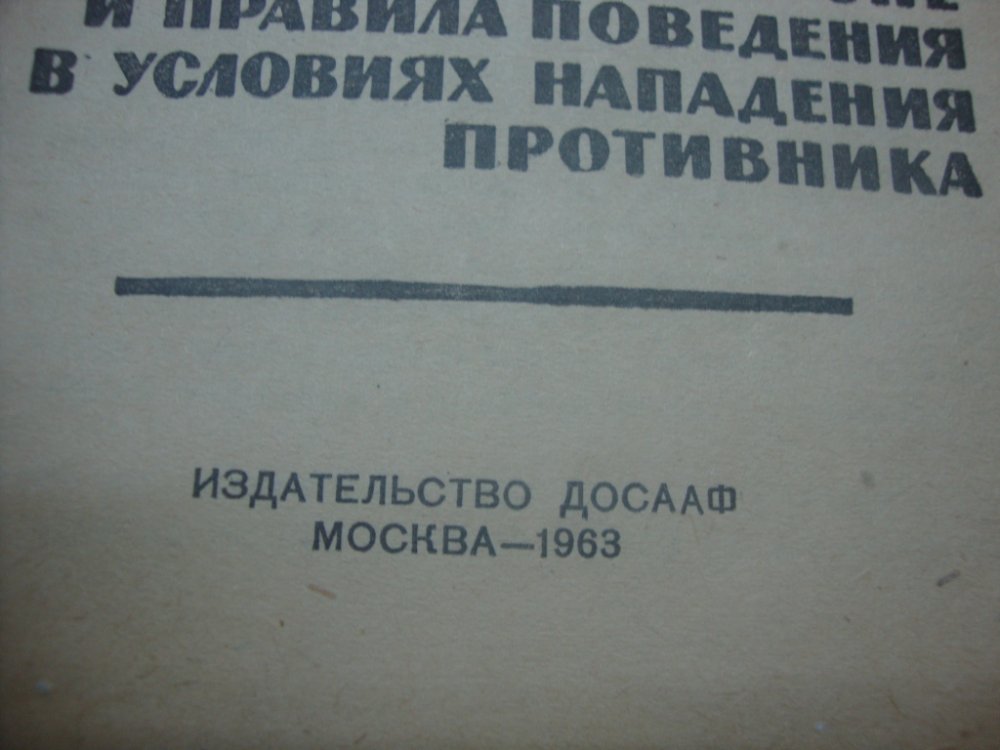 И ПРАВИЛА ПОВЕДЕНИЯ
В УСЛОВИЯХ НАПАДЕНИЯ
ПРОТИВНИКА
ИЗДАТЕЛЬСТВО ДОСААФ
МОСКВА—1963